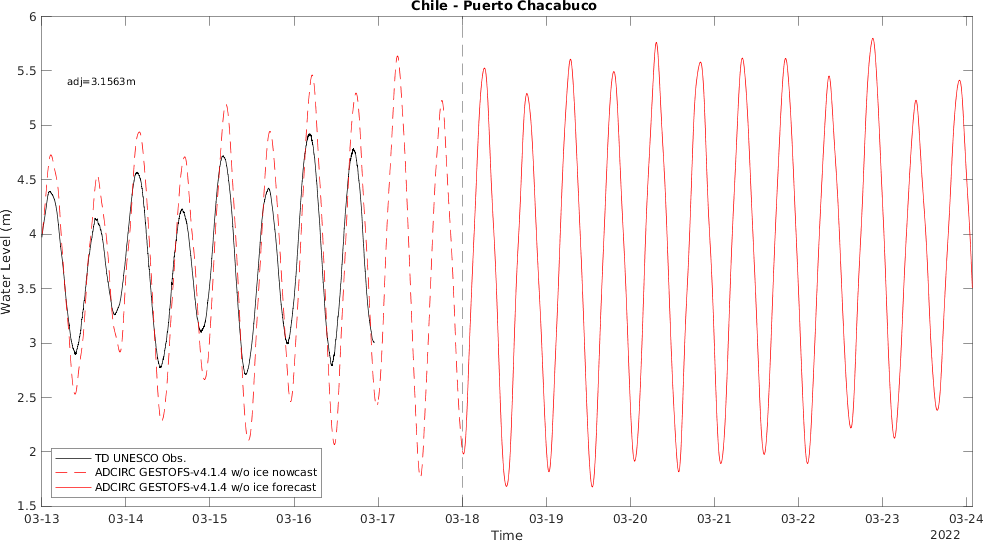 Chile - Puerto Chacabuco
adj=3.1563m
Water Level (m)
6
5.5
5
4.5
4
3.5
3
2.5
2
1.5
TD UNESCO Obs.
ADCIRC GESTOFS-v4.1.4 w/o ice nowcast
ADCIRC GESTOFS-v4.1.4 w/o ice forecast
03-13 03-14 03-15 03-16 03-17 03-18 03-19 03-20 03-21 03-22 03-23 03-24
Time
2022